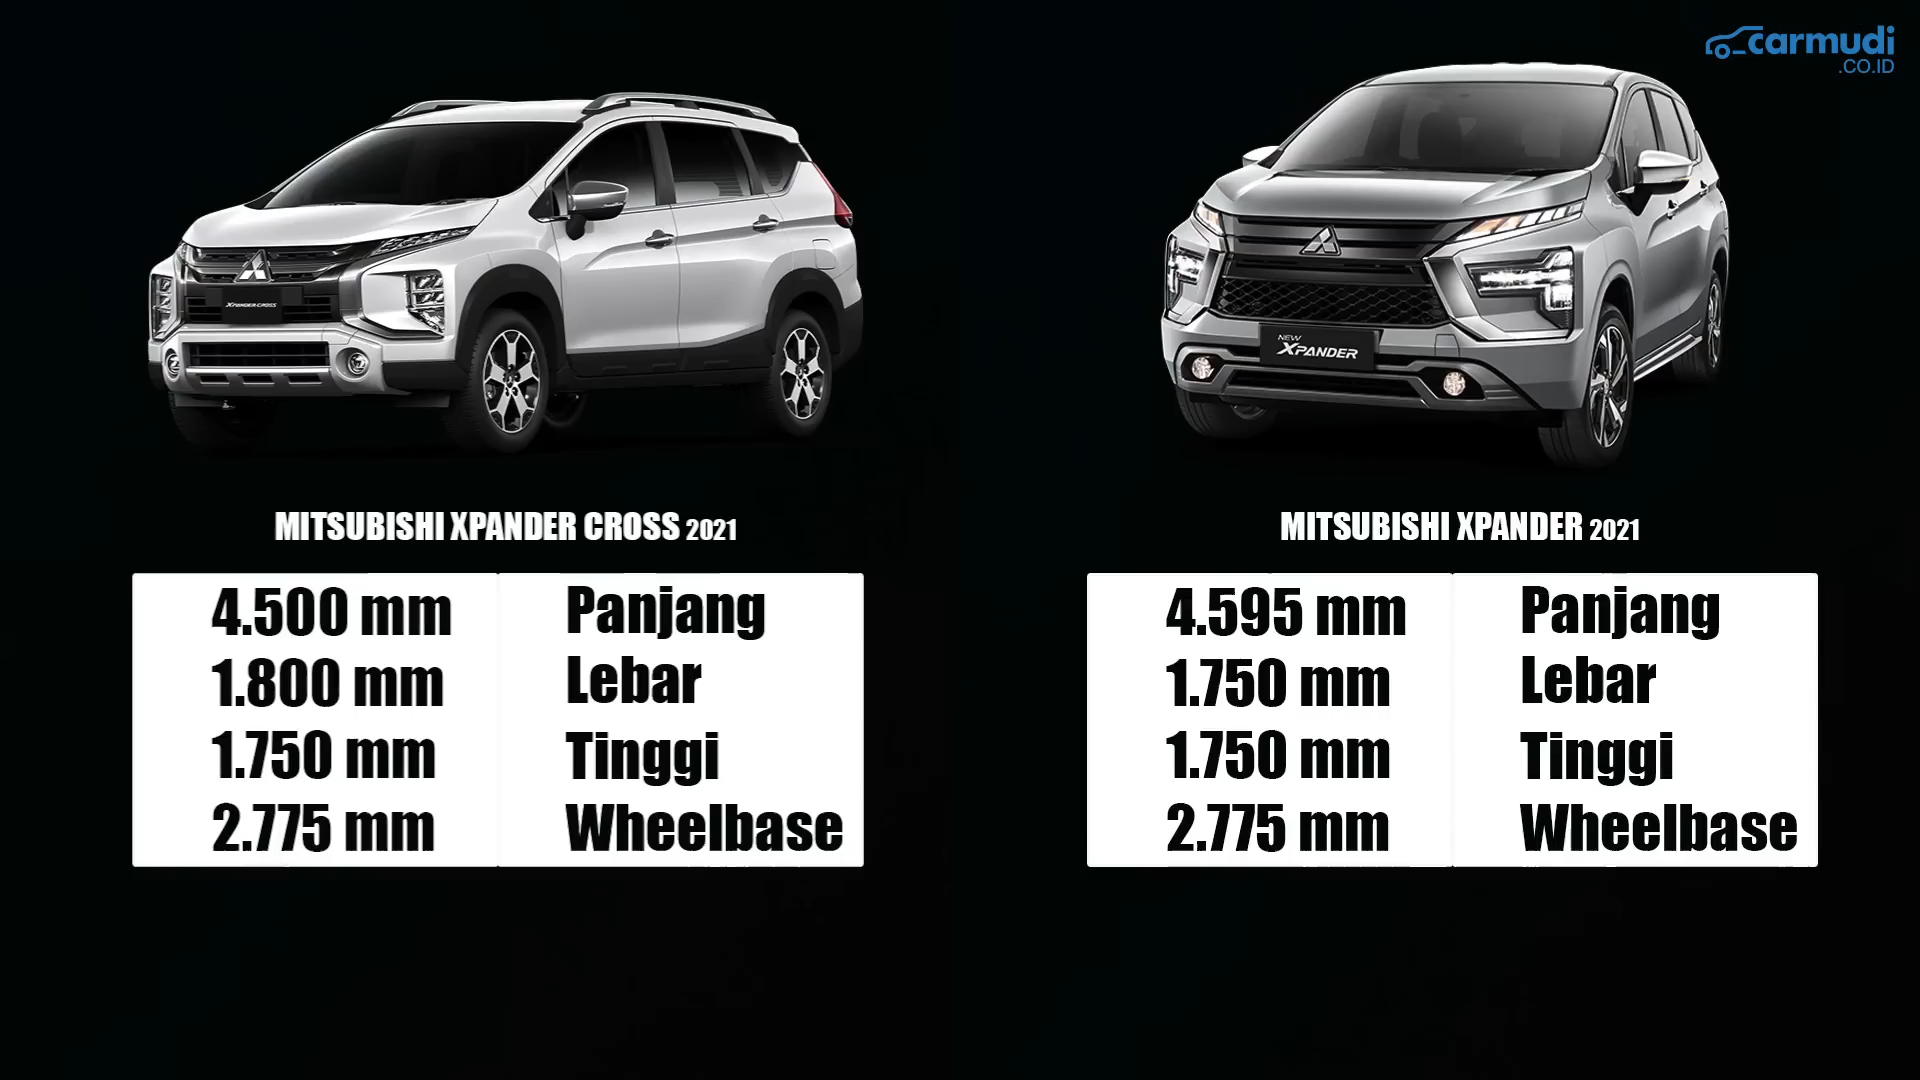 carmudi
.CO.ID
XPANDER CROSS
NEW
XPANDER
MITSUBISHI XPANDER CROSS 2021
4.500 mm Panjang
1.800 mm Lebar
1.750 mm Tinggi
2.775 mm Wheelbase
MITSUBISHI XPANDER 2021
4.595 mm Panjang
1.750 mm Lebar
1.750 mm Tinggi
2.775 mm Wheelbase